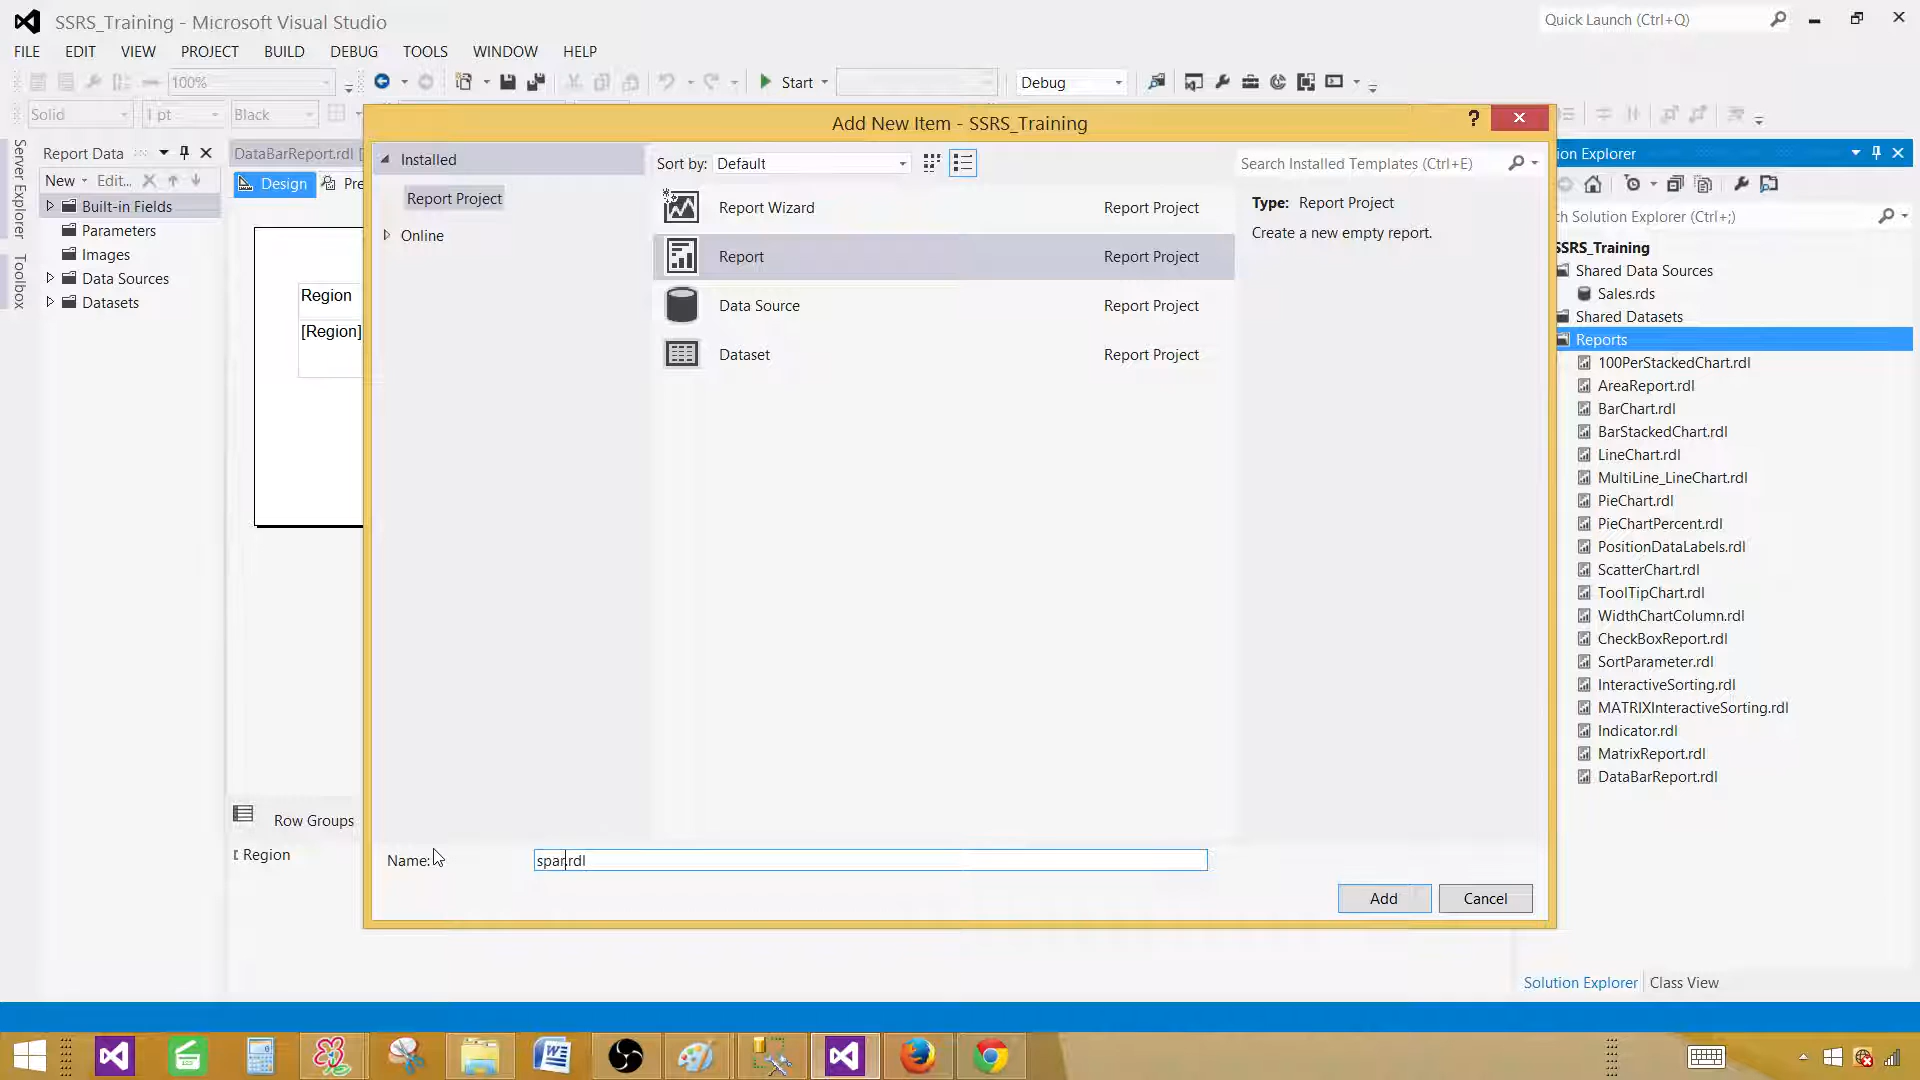 SSRS_Training - Microsoft Visual Studio
Quick Launch (Ctrl+Q)
FILE EDIT VIEW PROJECT BUILD DEBUG TOOLS WINDOW HELP
100% Start Debug
Solid 1 pt Black
Add New Item - SSRS_Training
?
Server Explorer
Toolbox
Report Data
New Edit...
Built-in Fields
Parameters
Images
Data Sources
Datasets
DataBarReport.rdl [
Design Pre
Region
[Region]
Row Groups
Region
Installed
Report Project
Online
Sort by: Default
Search Installed Templates (Ctrl+E)
Report Wizard Report Project
Report Report Project
Data Source Report Project
Dataset Report Project
Type: Report Project
Create a new empty report.
Name: spar.rdl
Add Cancel
ion Explorer
ch Solution Explorer (Ctrl+;)
SSRS_Training
Shared Data Sources
Sales.rds
Shared Datasets
Reports
100PerStackedChart.rdl
AreaReport.rdl
BarChart.rdl
BarStackedChart.rdl
LineChart.rdl
MultiLine_LineChart.rdl
PieChart.rdl
PieChartPercent.rdl
PositionDataLabels.rdl
ScatterChart.rdl
ToolTipChart.rdl
WidthChartColumn.rdl
CheckBoxReport.rdl
SortParameter.rdl
InteractiveSorting.rdl
MATRIXInteractiveSorting.rdl
Indicator.rdl
MatrixReport.rdl
DataBarReport.rdl
Solution Explorer Class View